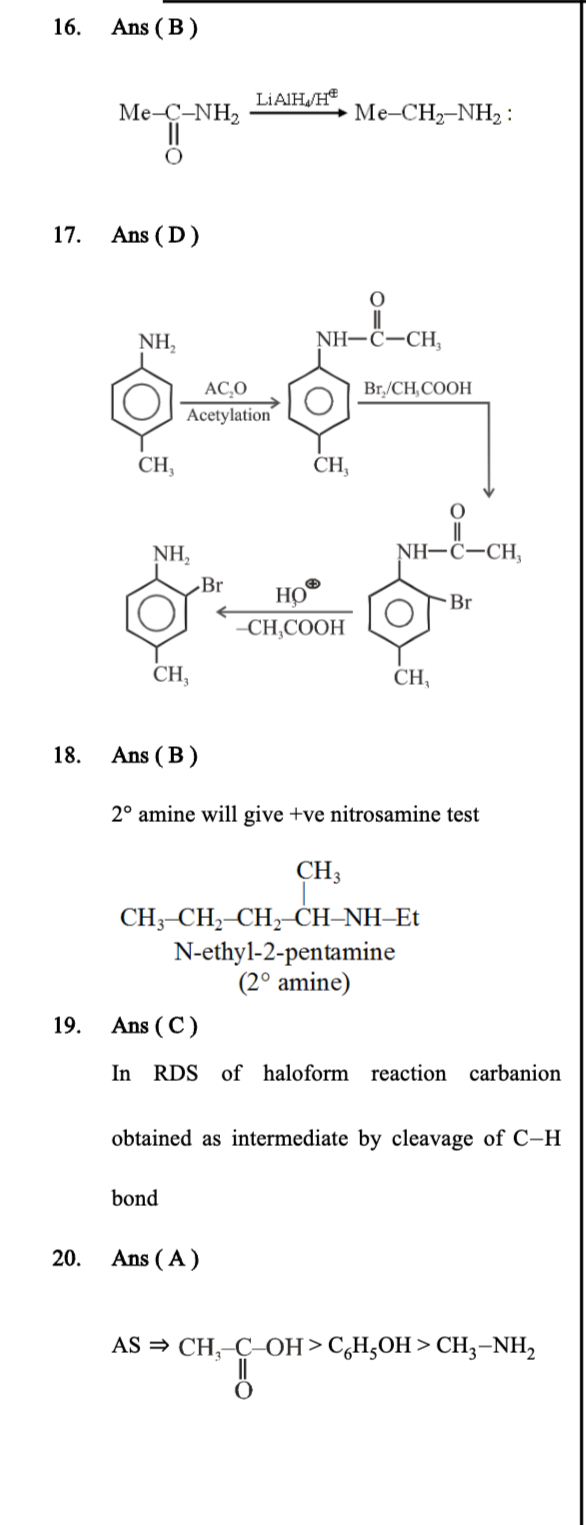 16. Ans ( B )
Me–C–NH₂ LiAlH₄/H⊕ Me–CH₂–NH₂ :
O
17. Ans ( D )
O
NH₂ NH–C–CH₃
AC₂O Br₂/CH₃COOH
Acetylation
CH₃ CH₃
O
NH₂ NH–C–CH₃
Br H₃O⊕ Br
–CH₃COOH
CH₃ CH₃
18. Ans ( B )
2° amine will give +ve nitrosamine test
CH₃
CH₃–CH₂–CH₂–CH–NH–Et
N-ethyl-2-pentamine
(2° amine)
19. Ans ( C )
In RDS of haloform reaction carbanion
obtained as intermediate by cleavage of C–H
bond
20. Ans ( A )
AS ⇒ CH₃–C–OH > C₆H₅OH > CH₃–NH₂
O